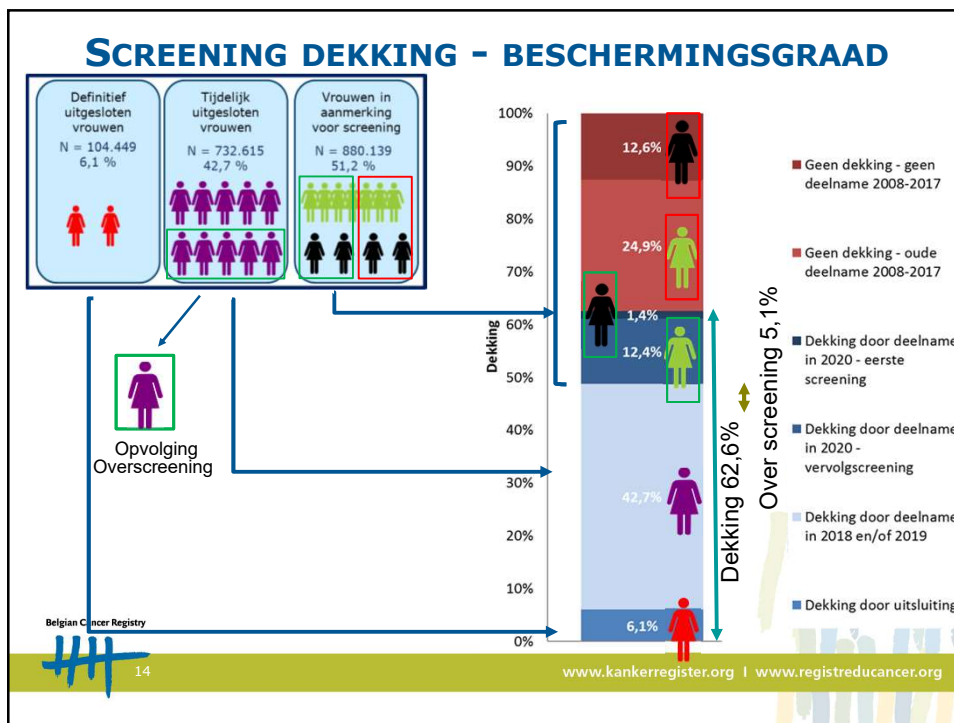 SCREENING DEKKING - BESCHERMINGSGRAAD
Definitief
uitgesloten
vrouwen
N = 104.449
6,1 %
Tijdelijk
uitgesloten
vrouwen
N = 732.615
42,7 %
Vrouwen in
aanmerking
voor screening
N = 880.139
51,2 %
Opvolging
Overscreening
Dekking
100%
90%
80%
70%
60%
50%
40%
30%
20%
10%
0%
12,6%
24,9%
1,4%
12,4%
42,7%
6,1%
Dekking 62,6%
Over screening 5,1%
Geen dekking - geen
deelname 2008-2017
Geen dekking - oude
deelname 2008-2017
Dekking door deelname
in 2020 - eerste
screening
Dekking door deelname
in 2020 -
vervolgscreening
Dekking door deelname
in 2018 en/of 2019
Dekking door uitsluiting
Belgian Cancer Registry
14
www.kankerregister.org I www.registreducancer.org